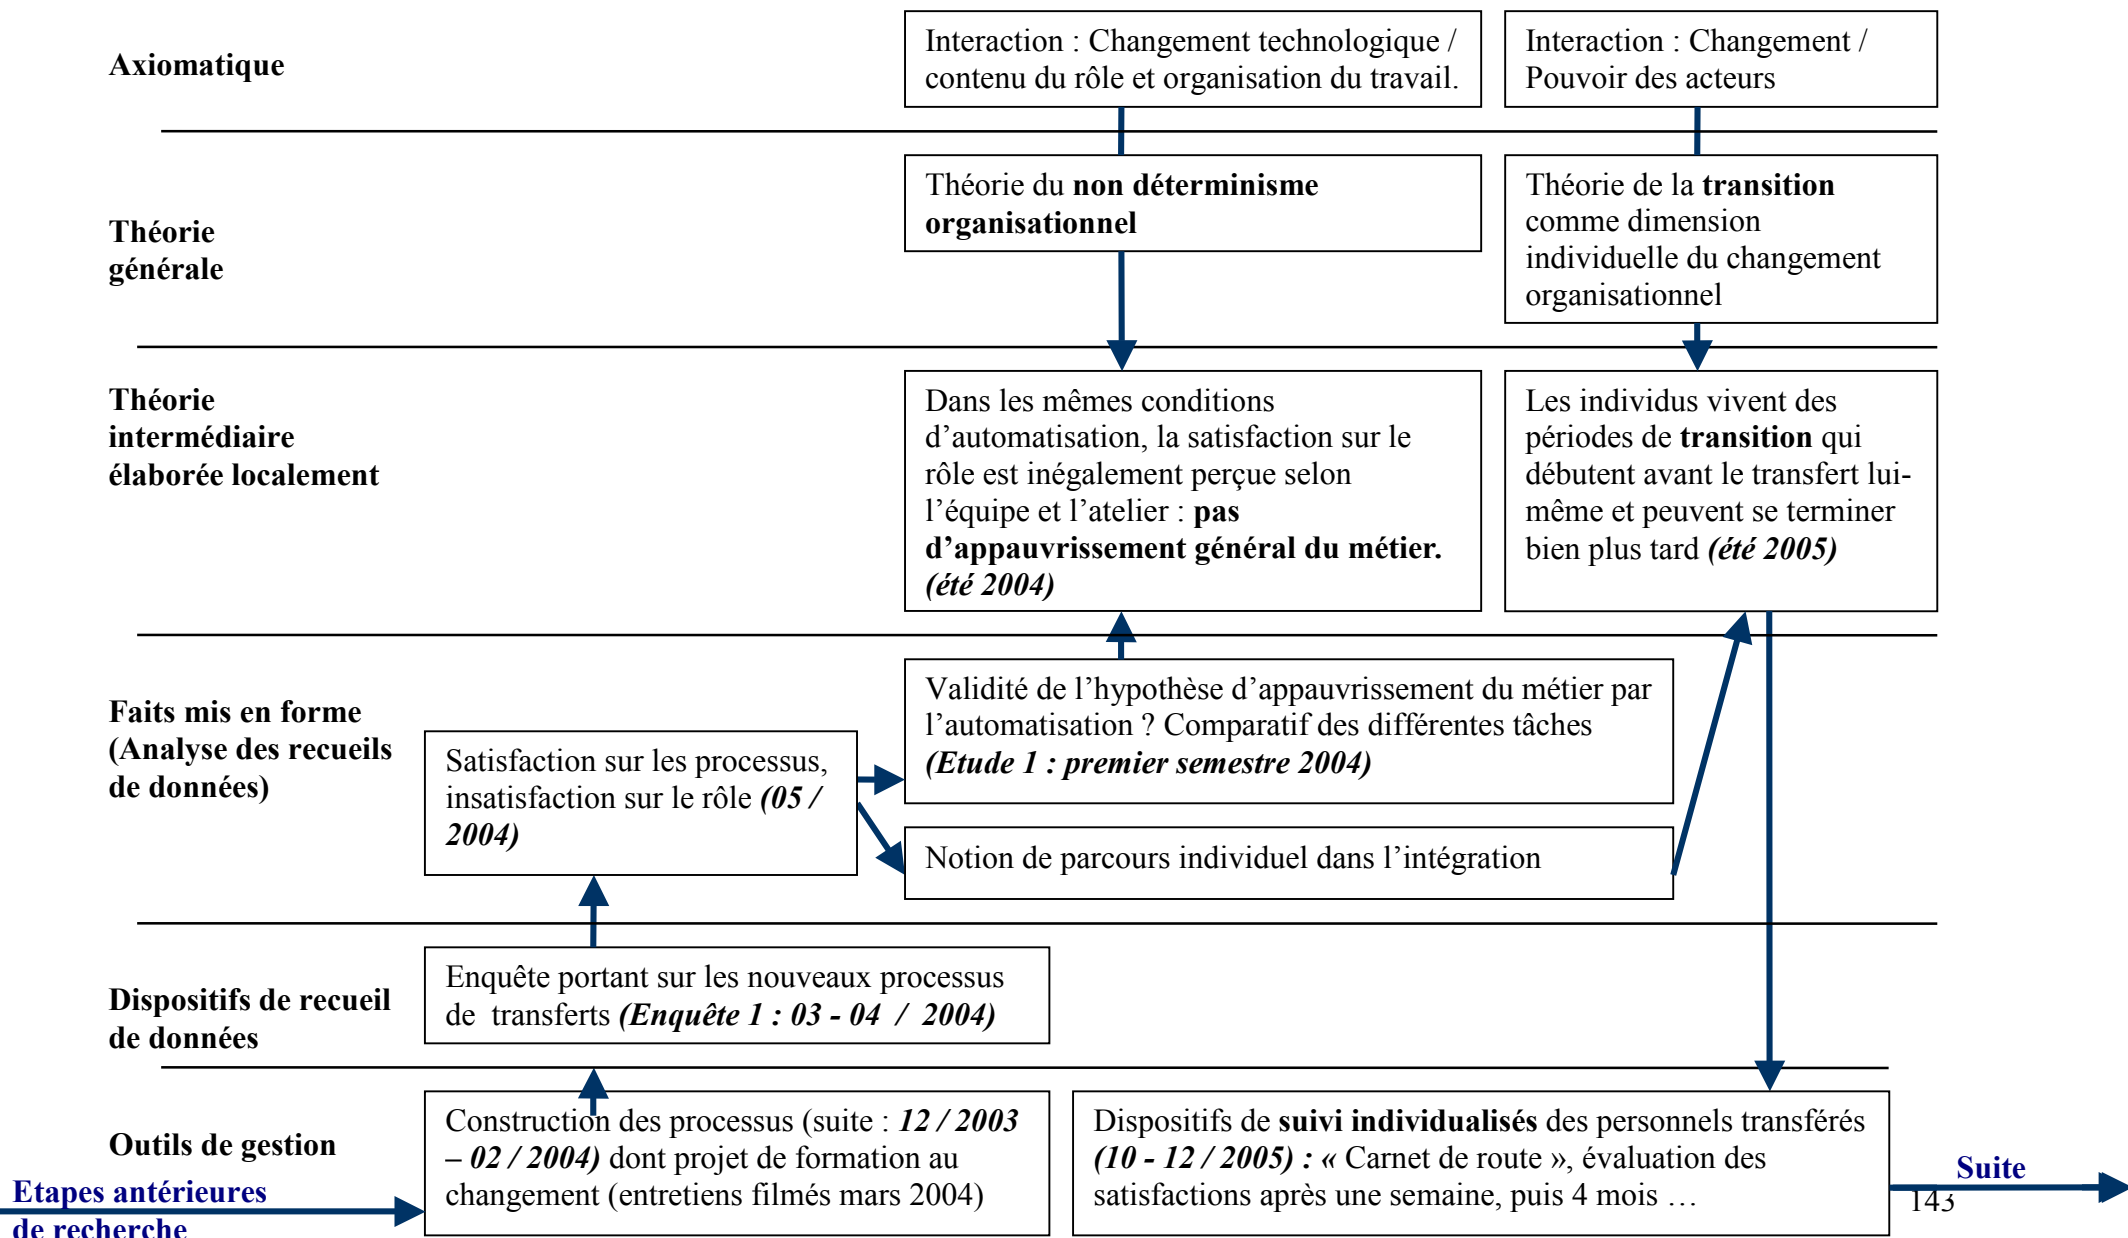 Axiomatique
Interaction : Changement technologique /
contenu du rôle et organisation du travail.
Interaction : Changement /
Pouvoir des acteurs
Théorie
générale
Théorie du non déterminisme
organisationnel
Théorie de la transition
comme dimension
individuelle du changement
organisationnel
Théorie
intermédiaire
élaborée localement
Dans les mêmes conditions
d’automatisation, la satisfaction sur le
rôle est inégalement perçue selon
l’équipe et l’atelier : pas
d’appauvrissement général du métier.
(été 2004)
Les individus vivent des
périodes de transition qui
débutent avant le transfert lui-
même et peuvent se terminer
bien plus tard (été 2005)
Faits mis en forme
(Analyse des recueils
de données)
Satisfaction sur les processus,
insatisfaction sur le rôle (05 /
2004)
Validité de l’hypothèse d’appauvrissement du métier par
l’automatisation ? Comparatif des différentes tâches
(Etude 1 : premier semestre 2004)
Notion de parcours individuel dans l’intégration
Dispositifs de recueil
de données
Enquête portant sur les nouveaux processus
de transferts (Enquête 1 : 03 - 04 / 2004)
Outils de gestion
Etapes antérieures
de recherche
Construction des processus (suite : 12 / 2003
– 02 / 2004) dont projet de formation au
changement (entretiens filmés mars 2004)
Dispositifs de suivi individualisés des personnels transférés
(10 - 12 / 2005) : « Carnet de route », évaluation des
satisfactions après une semaine, puis 4 mois …
Suite
143